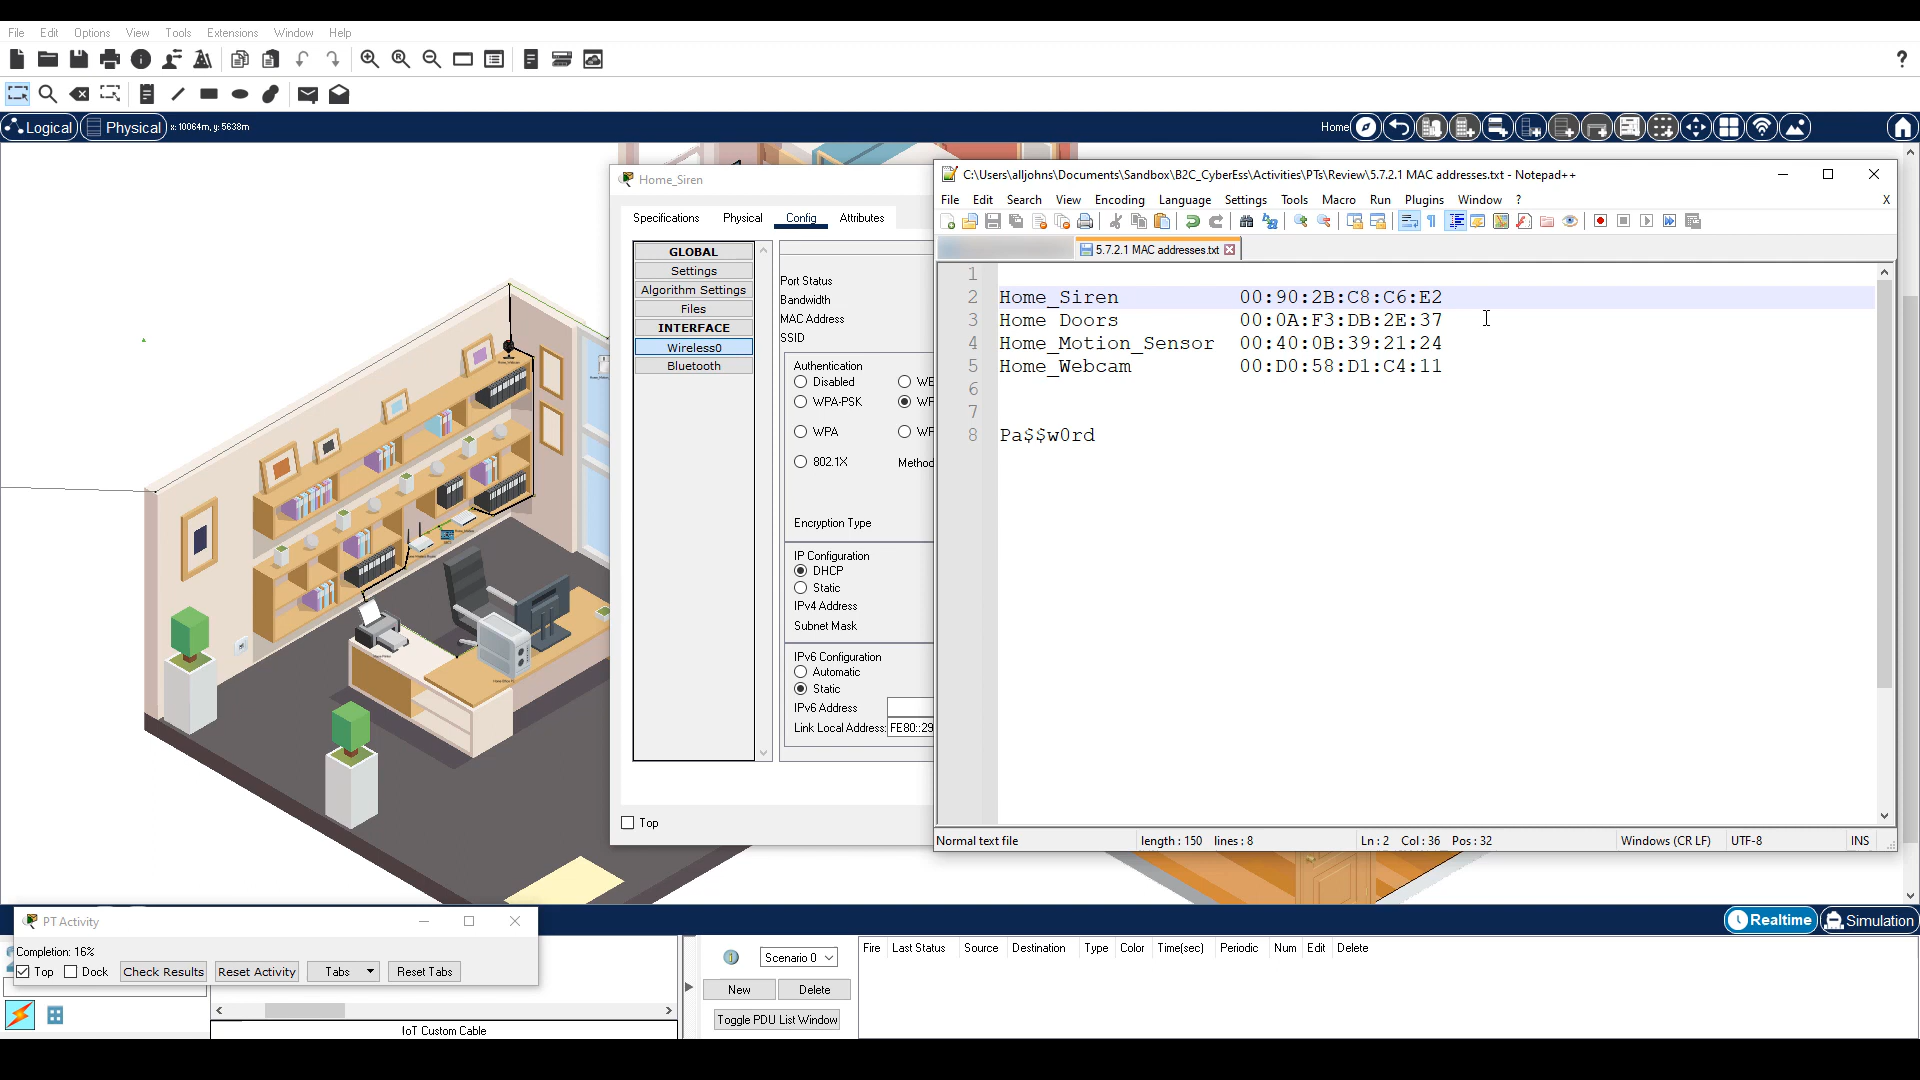 File Edit Options View Tools Extensions Window Help
?
Logical Physical x: 10064m, y: 5638m Home
Home_Siren
Specifications Physical Config Attributes
GLOBAL
Settings
Algorithm Settings
Files
INTERFACE
Wireless0
Bluetooth
Port Status
Bandwidth
MAC Address
SSID
Authentication
Disabled
WPA-PSK
WPA
802.1X Method
Encryption Type
IP Configuration
DHCP
Static
IPv4 Address
Subnet Mask
IPv6 Configuration
Automatic
Static
IPv6 Address
Link Local Address: FE80::29
Top
C:\Users\alljohns\Documents\Sandbox\B2C_CyberEss\Activities\PTs\Review\5.7.2.1 MAC addresses.txt - Notepad++
File Edit Search View Encoding Language Settings Tools Macro Run Plugins Window ? X
5.7.2.1 MAC addresses.txt
1
2 Home_Siren 00:90:2B:C8:C6:E2
3 Home Doors 00:0A:F3:DB:2E:37
4 Home_Motion_Sensor 00:40:0B:39:21:24
5 Home_Webcam 00:D0:58:D1:C4:11
6
7
8 Pa$$w0rd
Normal text file length : 150 lines : 8 Ln : 2 Col : 36 Pos : 32 Windows (CR LF) UTF-8 INS
PT Activity
Completion: 16%
Top Dock Check Results Reset Activity Tabs Reset Tabs
IoT Custom Cable
Scenario 0
New Delete
Toggle PDU List Window
Realtime Simulation
Fire Last Status Source Destination Type Color Time(sec) Periodic Num Edit Delete